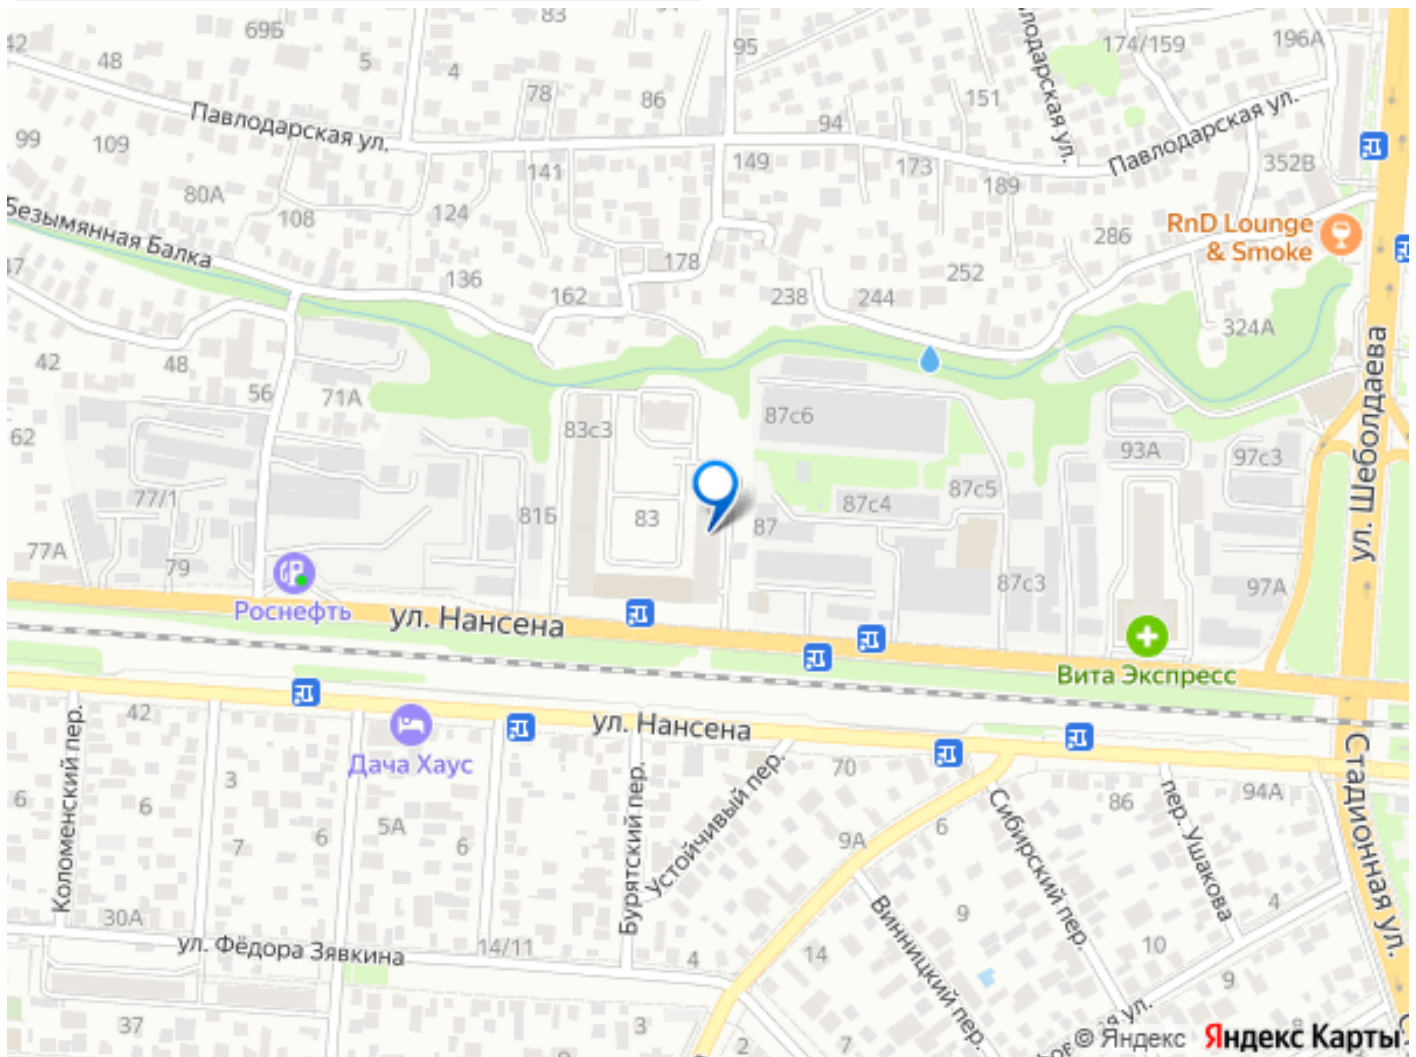 83
69Б
42
48
5
4
95
174/159
196А
78
86
151
Павлодарская ул.
94
Павлодарская ул.
99
109
141
149
173
189
352В
80А
108
124
Безымянная Балка
136
162
178
238
244
252
286
RnD Lounge
& Smoke
324А
42
48
56
71А
62
83с3
87с6
93А
97с3
ул. Шеболдаева
77/1
81Б
83
87
87с4
87с5
77А
79
87с3
97А
Роснефть
ул. Нансена
Вита Экспресс
42
ул. Нансена
Дача Хаус
Коломенский пер.
3
6
6
7
6
5А
6
Бурятский пер.
Устойчивый пер.
70
9А
6
Сибирский пер.
86
пер. Ушакова
94А
Стадионная ул.
30А
ул. Фёдора Зявкина
14/11
4
14
Винницкий пер.
9
10
4
9
37
3
2
7
© Яндекс
Яндекс Карты